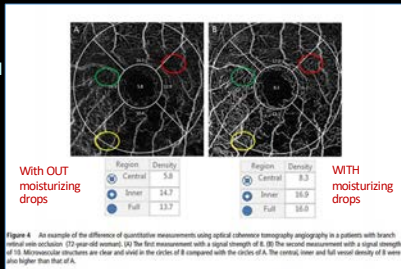 A
B
5.8
8.3
With OUT
moisturizing
drops
Region Density
Central 5.8
Inner 14.7
Full 13.7
Region Density
Central 8.3
Inner 16.9
Full 16.0
WITH
moisturizing
drops
Figure 4 An example of the difference of quantitative measurements using optical coherence tomography angiography in a patients with branch
retinal vein occlusion (72-year-old woman). (A) The first measurement with a signal strength of 8. (B) The second measurement with a signal strength
of 10. Microvascular structures are clear and vivid in the circles of B compared with the circles of A. The central, inner and full vessel density of B were
also higher than that of A.